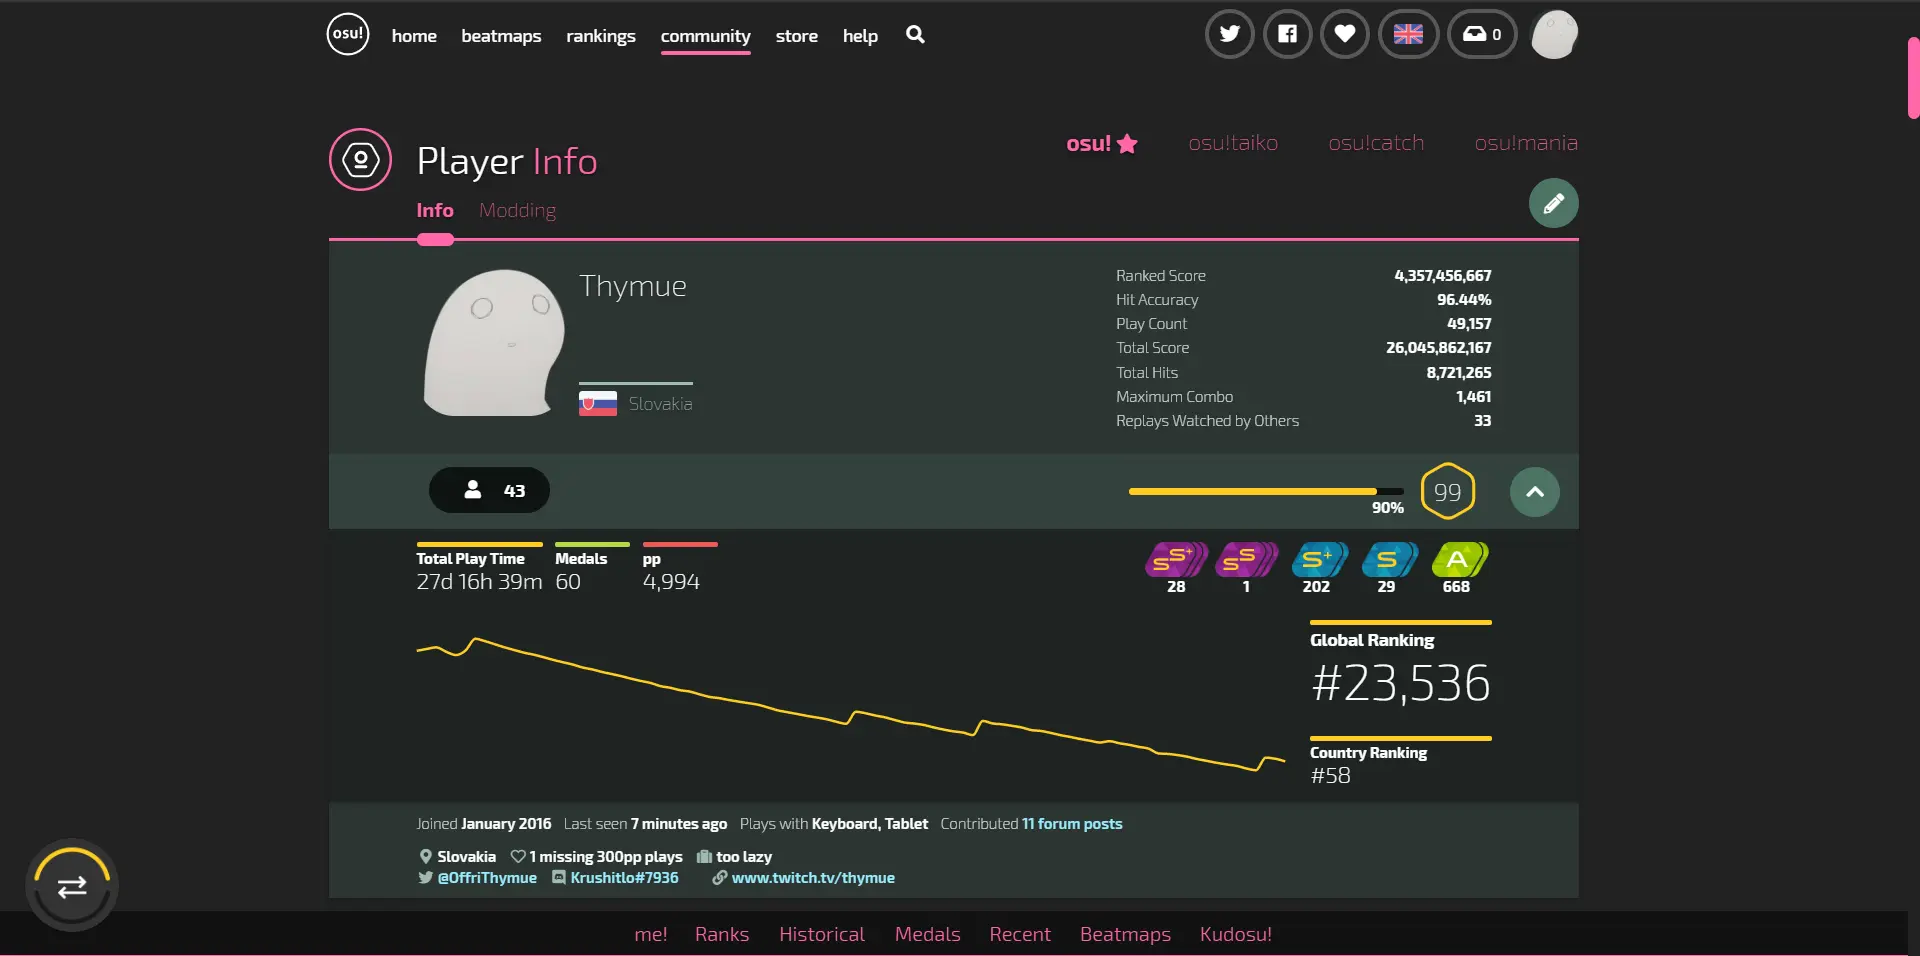 osu! home beatmaps rankings community store help 0
osu! osu!taiko osu!catch osu!mania
Player Info
Info Modding
Thymue
Slovakia
Ranked Score 4,357,456,667
Hit Accuracy 96.44%
Play Count 49,157
Total Score 26,045,862,167
Total Hits 8,721,265
Maximum Combo 1,461
Replays Watched by Others 33
43
90%
99
Total Play Time Medals pp
27d 16h 39m 60 4,994
SS+ SS S+ S A
28 1 202 29 668
Global Ranking
#23,536
Country Ranking
#58
Joined January 2016 Last seen 7 minutes ago Plays with Keyboard, Tablet Contributed 11 forum posts
Slovakia 1 missing 300pp plays too lazy
@OffriThymue Krushitlo#7936 www.twitch.tv/thymue
me! Ranks Historical Medals Recent Beatmaps Kudosu!